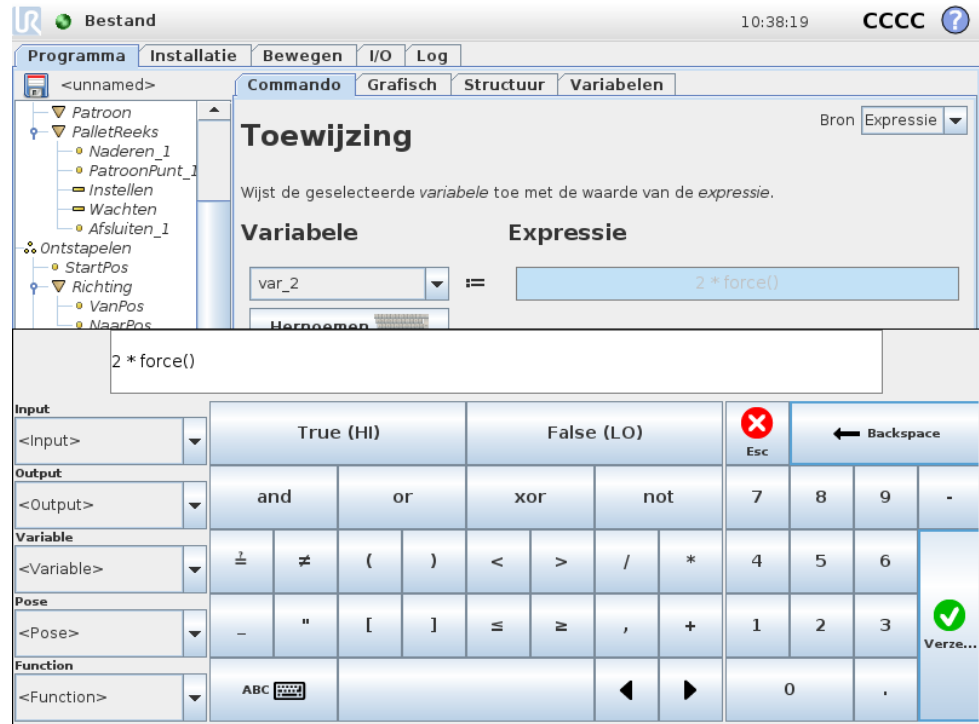 UR Bestand 10:38:19 CCCC ?
Programma Installatie Bewegen I/O Log
<unnamed> Commando Grafisch Structuur Variabelen
Patroon
PalletReeks
Naderen_1
PatroonPunt_1
Instellen
Wachten
Afsluiten_1
Ontstapelen
StartPos
Richting
VanPos
NaarPos
Toewijzing
Bron Expressie
Wijst de geselecteerde variabele toe met de waarde van de expressie.
Variabele Expressie
var_2 := 2 * force()
Hernoemen
2 * force()
Input
<Input> True (HI) False (LO) Esc Backspace
Output
<Output> and or xor not 7 8 9 -
Variable
<Variable> ≟ ≠ ( ) < > / * 4 5 6
Pose
<Pose> _ " [ ] ≤ ≥ , + 1 2 3 Verze...
Function
<Function> ABC 0 .